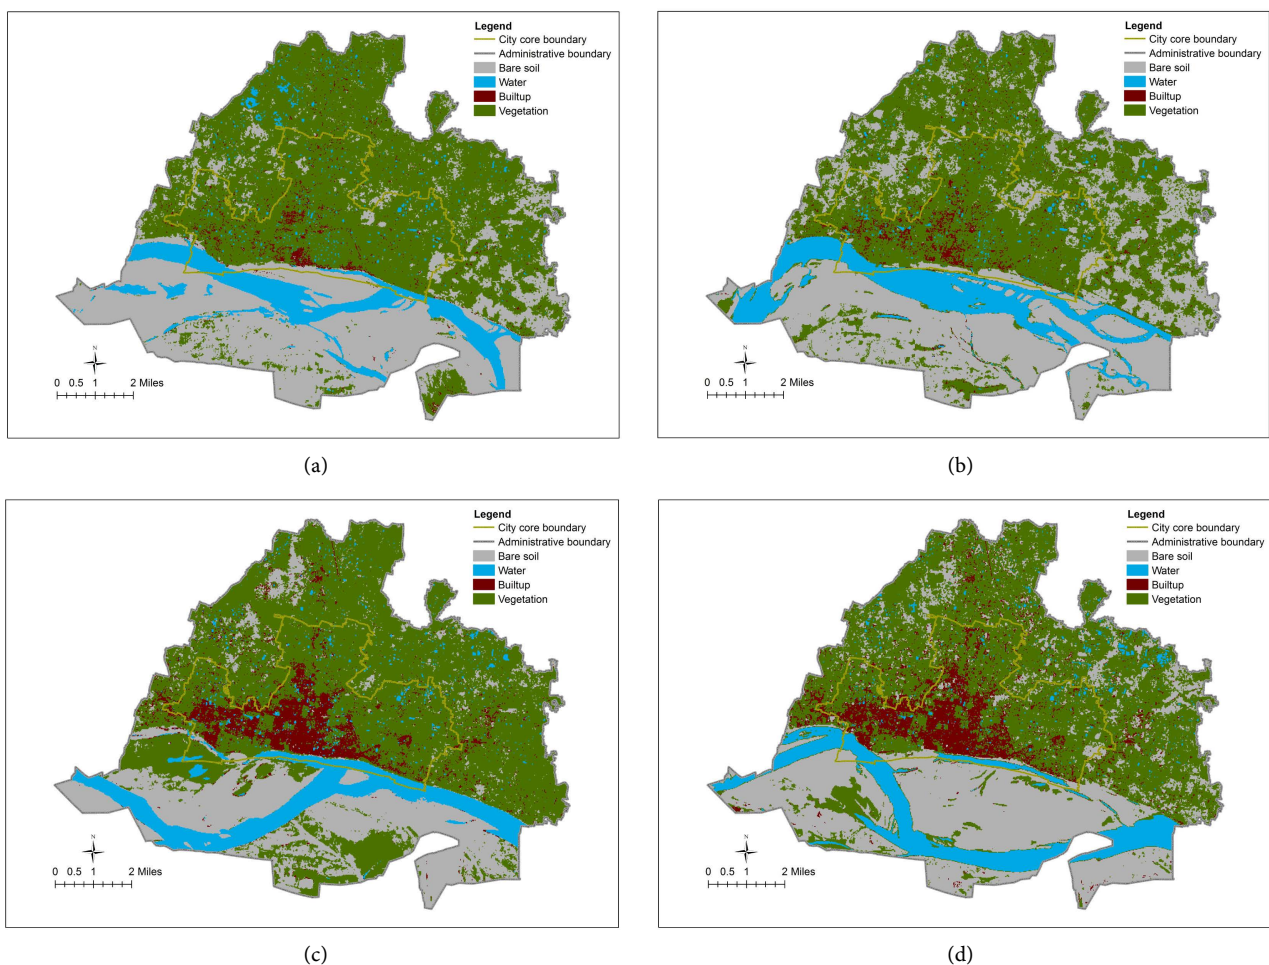 Legend
City core boundary
Administrative boundary
Bare soil
Water
Builtup
Vegetation
N
0 0.5 1 2 Miles
(a)
Legend
City core boundary
Administrative boundary
Bare soil
Water
Builtup
Vegetation
N
0 0.5 1 2 Miles
(b)
Legend
City core boundary
Administrative boundary
Bare soil
Water
Builtup
Vegetation
N
0 0.5 1 2 Miles
(c)
Legend
City core boundary
Administrative boundary
Bare soil
Water
Builtup
Vegetation
N
0 0.5 1 2 Miles
(d)